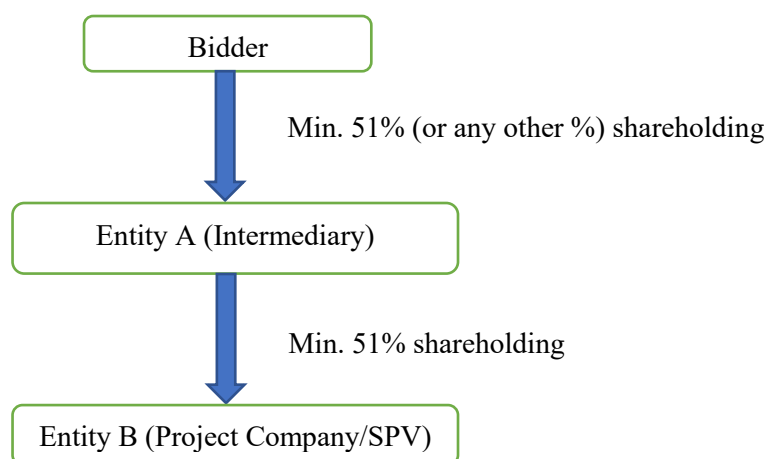 Bidder
Min. 51% (or any other %) shareholding
Entity A (Intermediary)
Min. 51% shareholding
Entity B (Project Company/SPV)